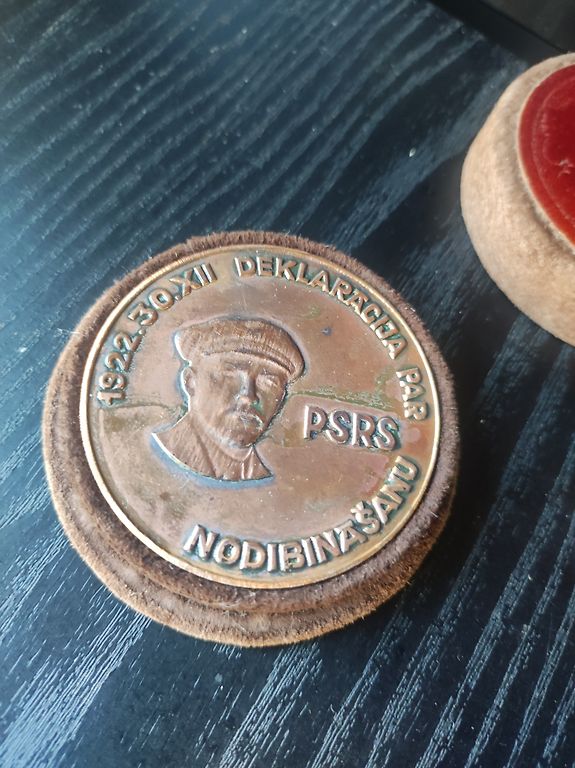 1922.30.XII DEKLARĀCIJA PAR
PSRS
NODIBINĀŠANU